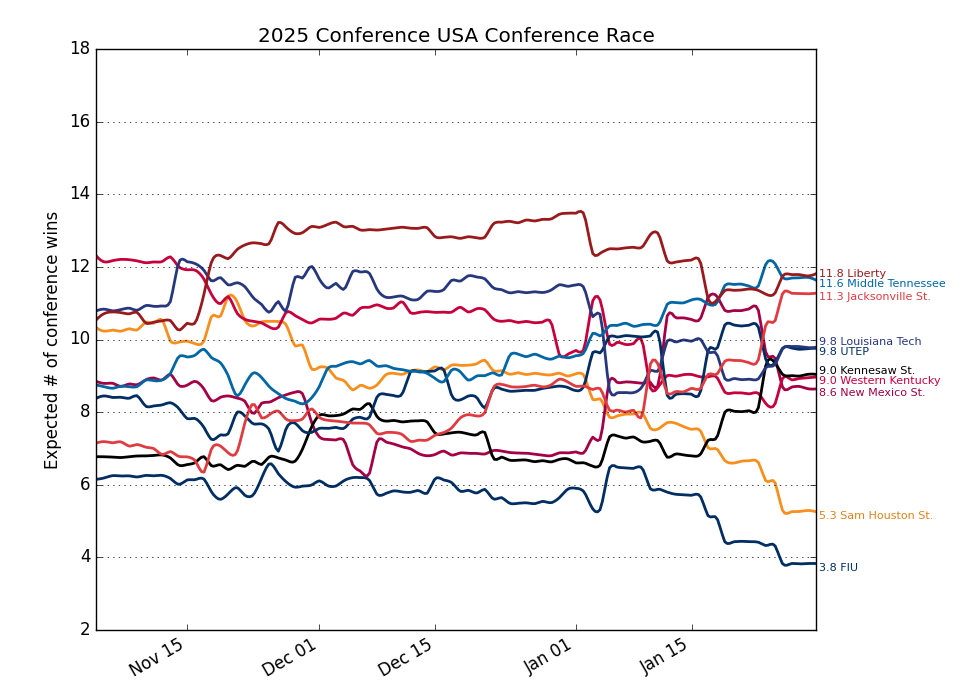 2025 Conference USA Conference Race
Expected # of conference wins
18
16
14
12
10
8
6
4
2
Nov 15
Dec 01
Dec 15
Jan 01
Jan 15
11.8 Liberty
11.6 Middle Tennessee
11.3 Jacksonville St.
9.8 Louisiana Tech
9.8 UTEP
9.0 Kennesaw St.
9.0 Western Kentucky
8.6 New Mexico St.
5.3 Sam Houston St.
3.8 FIU